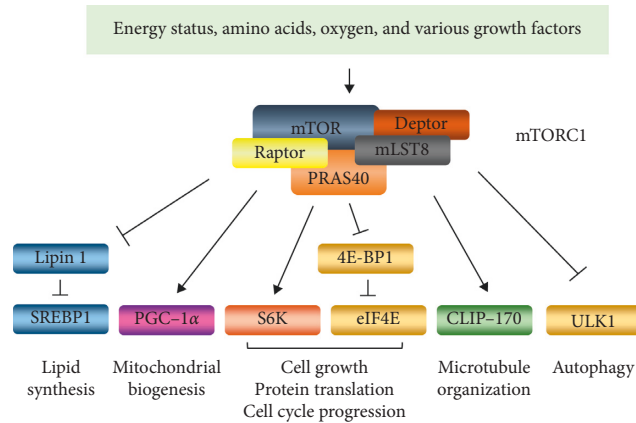 Energy status, amino acids, oxygen, and various growth factors
mTOR
Deptor
mTORC1
Raptor
mLST8
PRAS40
Lipin 1
4E-BP1
SREBP1
PGC–1α
S6K
eIF4E
CLIP–170
ULK1
Lipid
synthesis
Mitochondrial
biogenesis
Cell growth
Protein translation
Cell cycle progression
Microtubule
organization
Autophagy